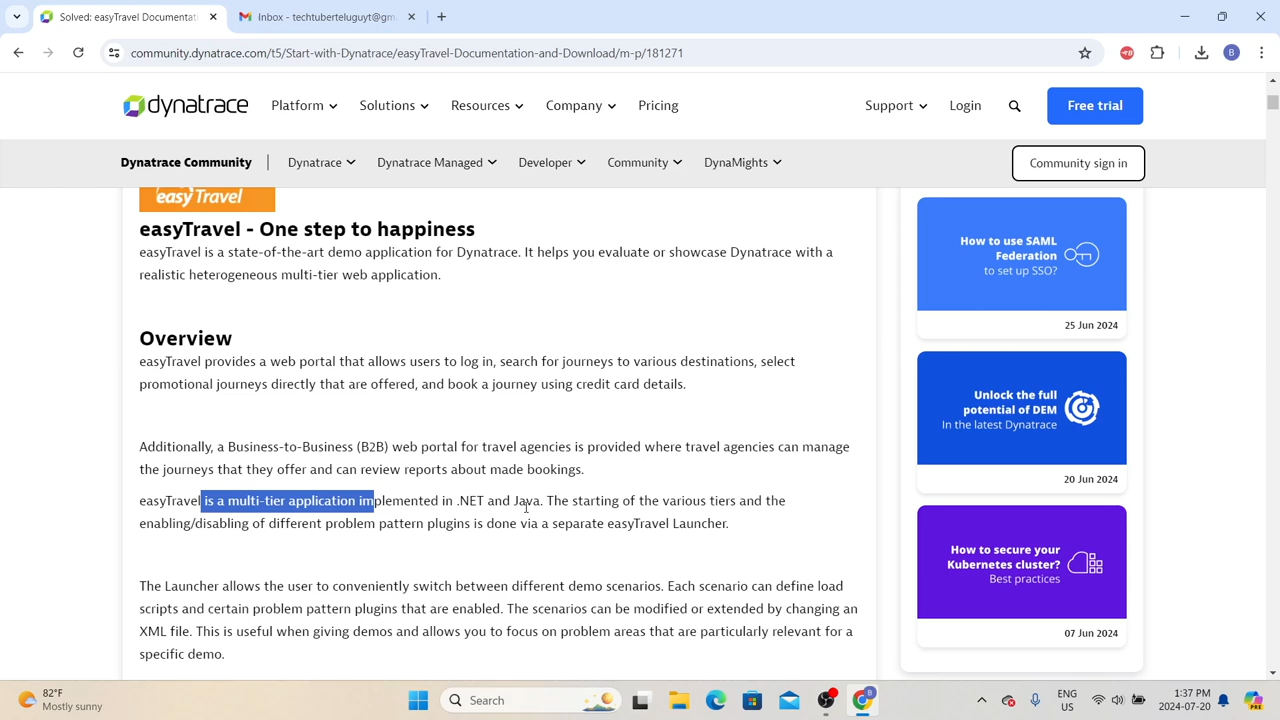 Solved: easyTravel Documentati
Inbox - techtuberteluguyt@gm
community.dynatrace.com/t5/Start-with-Dynatrace/easyTravel-Documentation-and-Download/m-p/181271
B
dynatrace Platform Solutions Resources Company Pricing Support Login Free trial
Dynatrace Community Dynatrace Dynatrace Managed Developer Community DynaMights Community sign in
easyTravel
easyTravel - One step to happiness
easyTravel is a state-of-the-art demo application for Dynatrace. It helps you evaluate or showcase Dynatrace with a
realistic heterogeneous multi-tier web application.
Overview
easyTravel provides a web portal that allows users to log in, search for journeys to various destinations, select
promotional journeys directly that are offered, and book a journey using credit card details.
Additionally, a Business-to-Business (B2B) web portal for travel agencies is provided where travel agencies can manage
the journeys that they offer and can review reports about made bookings.
easyTravel is a multi-tier application implemented in .NET and Java. The starting of the various tiers and the
enabling/disabling of different problem pattern plugins is done via a separate easyTravel Launcher.
The Launcher allows the user to conveniently switch between different demo scenarios. Each scenario can define load
scripts and certain problem pattern plugins that are enabled. The scenarios can be modified or extended by changing an
XML file. This is useful when giving demos and allows you to focus on problem areas that are particularly relevant for a
specific demo.
How to use SAML
Federation
to set up SSO?
25 Jun 2024
Unlock the full
potential of DEM
In the latest Dynatrace
20 Jun 2024
How to secure your
Kubernetes cluster?
Best practices
07 Jun 2024
82°F
Mostly sunny
Search
B
ENG
US
1:37 PM
2024-07-20
PRE